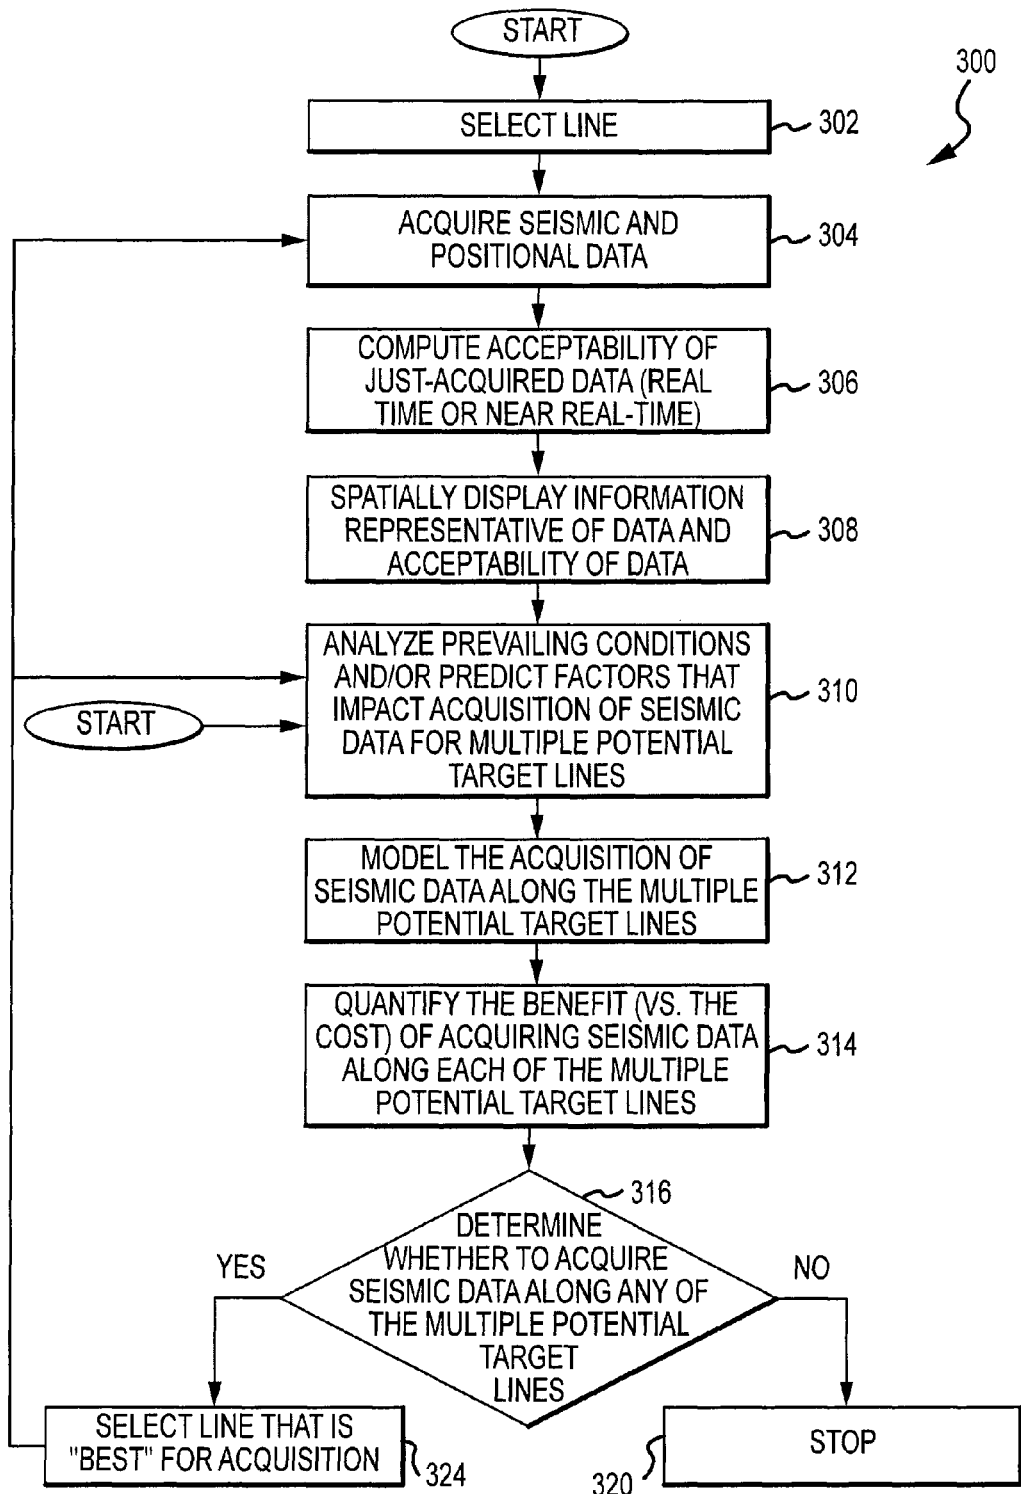 START
300
SELECT LINE
302
ACQUIRE SEISMIC AND
POSITIONAL DATA
304
COMPUTE ACCEPTABILITY OF
JUST-ACQUIRED DATA (REAL
TIME OR NEAR REAL-TIME)
306
SPATIALLY DISPLAY INFORMATION
REPRESENTATIVE OF DATA AND
ACCEPTABILITY OF DATA
308
ANALYZE PREVAILING CONDITIONS
AND/OR PREDICT FACTORS THAT
IMPACT ACQUISITION OF SEISMIC
DATA FOR MULTIPLE POTENTIAL
TARGET LINES
310
START
MODEL THE ACQUISITION OF
SEISMIC DATA ALONG THE MULTIPLE
POTENTIAL TARGET LINES
312
QUANTIFY THE BENEFIT (VS. THE
COST) OF ACQUIRING SEISMIC DATA
ALONG EACH OF THE MULTIPLE
POTENTIAL TARGET LINES
314
316
DETERMINE
WHETHER TO ACQUIRE
SEISMIC DATA ALONG ANY OF
THE MULTIPLE POTENTIAL
TARGET
LINES
YES
NO
SELECT LINE THAT IS
"BEST" FOR ACQUISITION
324
STOP
320